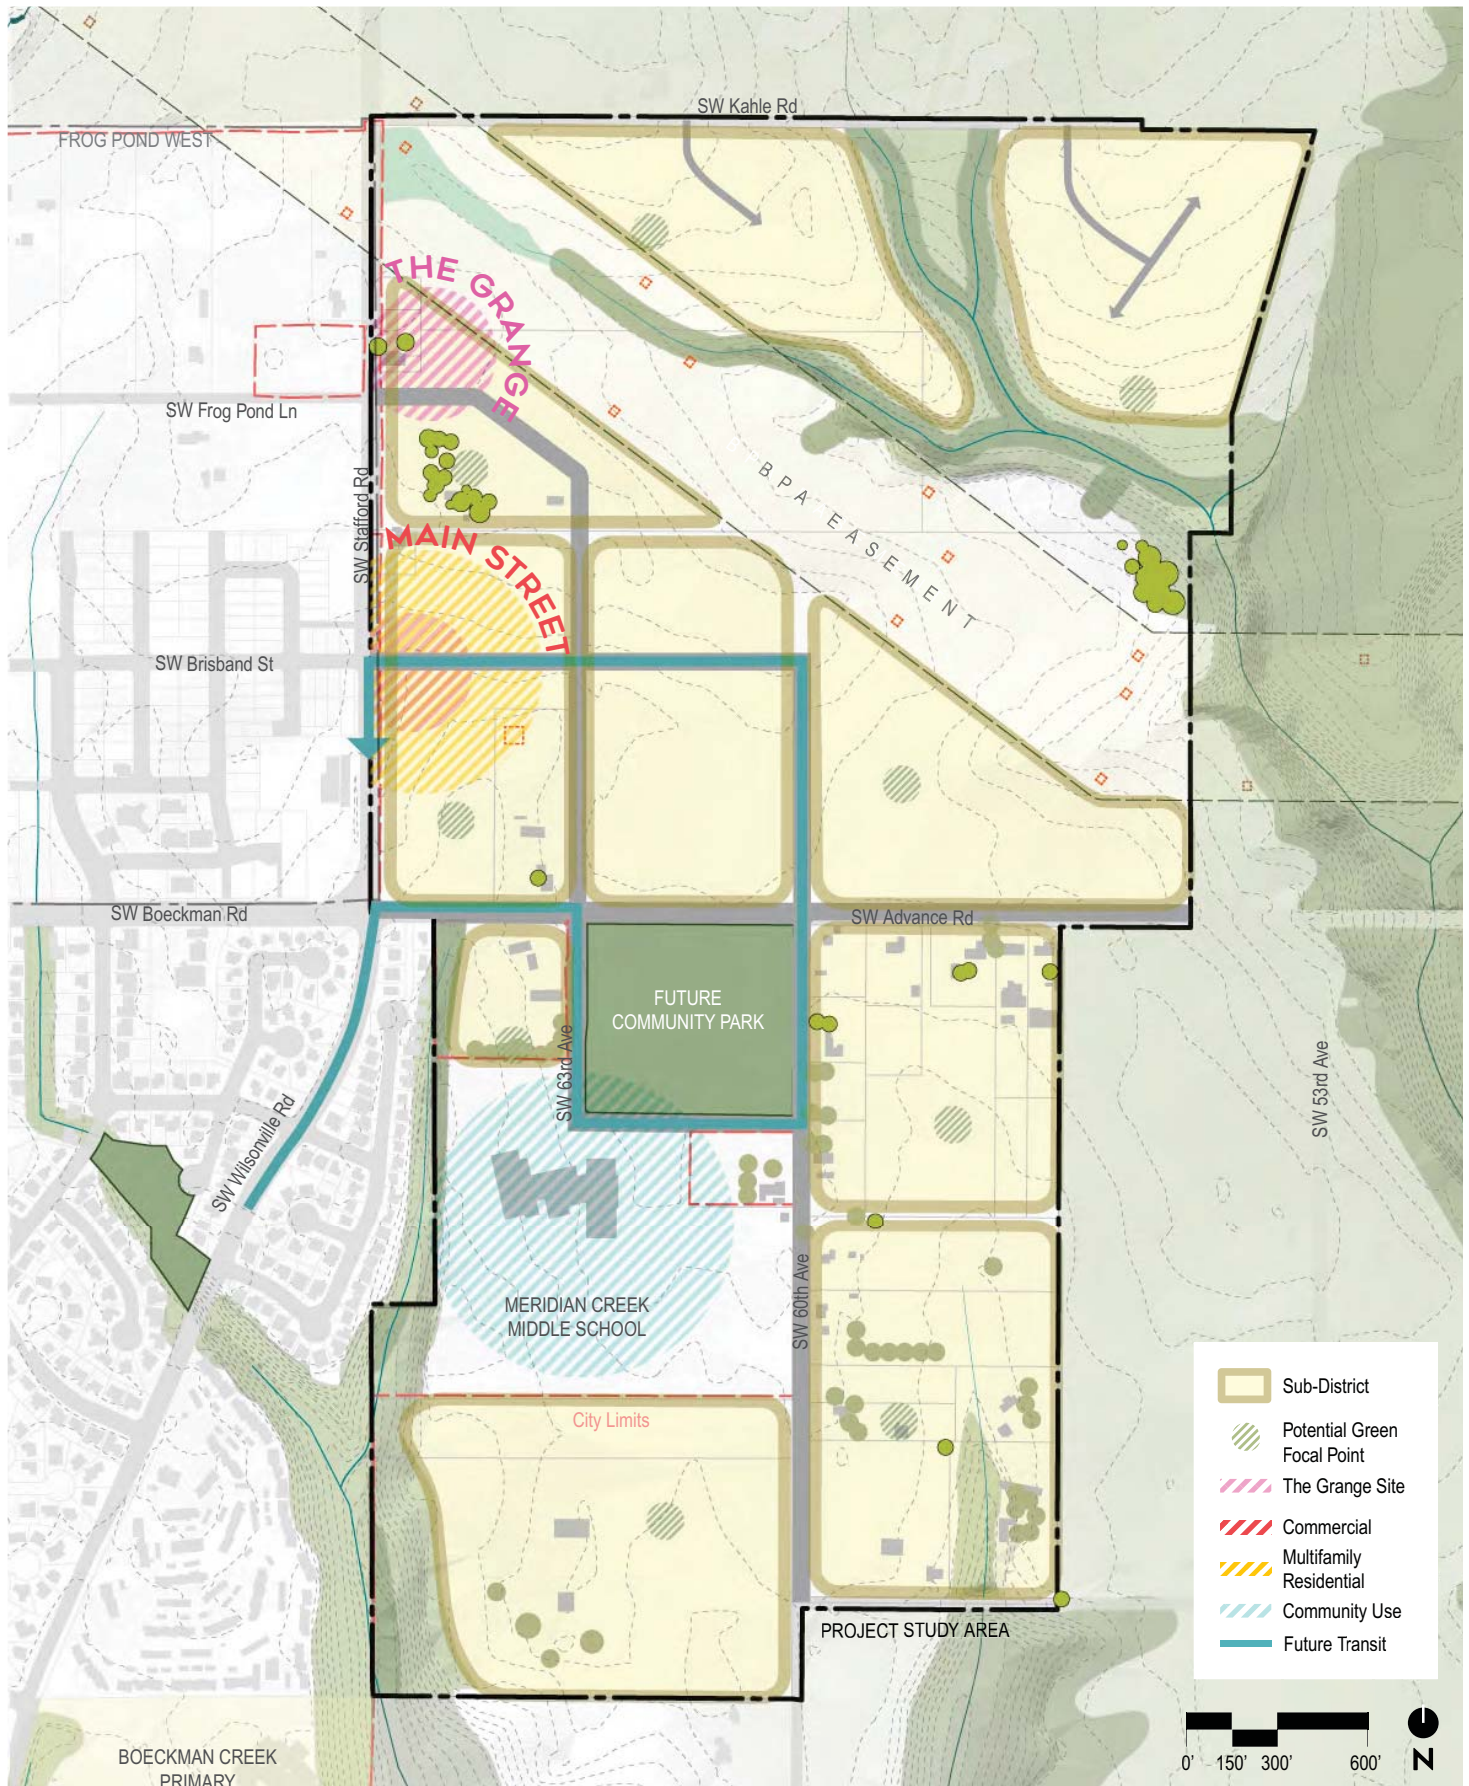 SW Kahle Rd
FROG POND WEST
THE GRANGE
SW Frog Pond Ln
SW Stafford Rd
BPA EASEMENT
MAIN STREET
SW Brisband St
SW Boeckman Rd
SW Advance Rd
FUTURE
COMMUNITY PARK
SW 63rd Ave
SW 53rd Ave
SW Wilsonville Rd
SW 60th Ave
MERIDIAN CREEK
MIDDLE SCHOOL
City Limits
PROJECT STUDY AREA
BOECKMAN CREEK
PRIMARY
Sub-District
Potential Green
Focal Point
The Grange Site
Commercial
Multifamily
Residential
Community Use
Future Transit
0' 150' 300' 600'
N